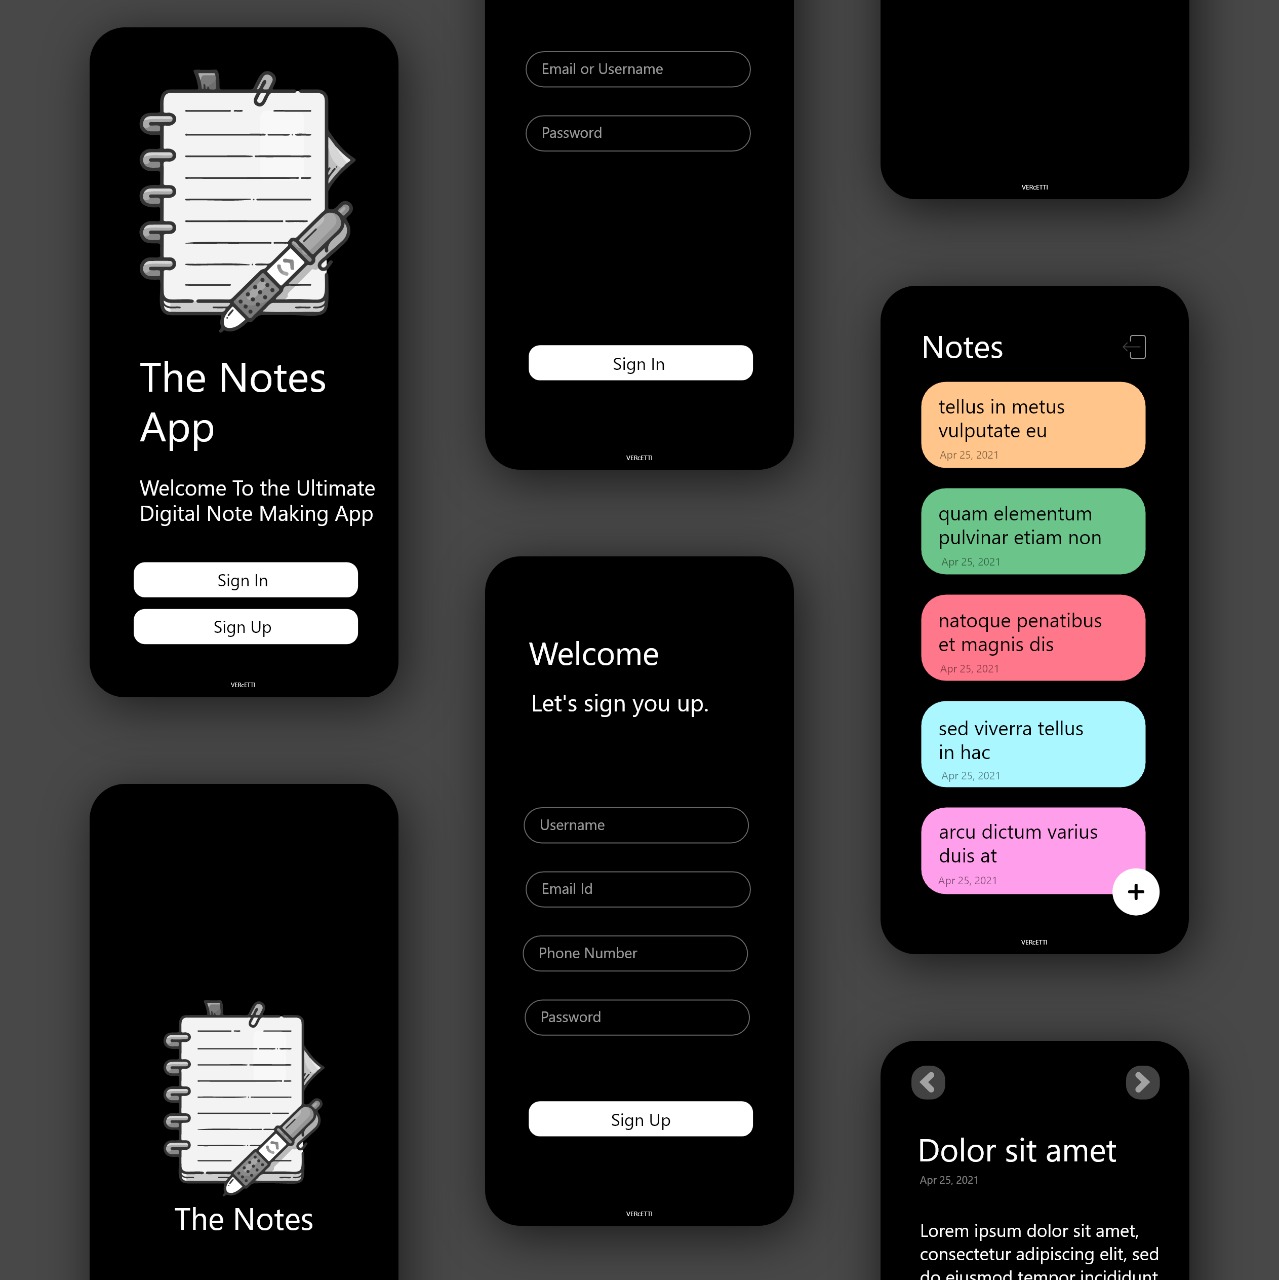 The Notes
App
Welcome To the Ultimate
Digital Note Making App
Sign In
Sign Up
VERcETTI
The Notes
Email or Username
Password
Sign In
VERcETTI
Welcome
Let's sign you up.
Username
Email Id
Phone Number
Password
Sign Up
VERcETTI
VERcETTI
Notes
tellus in metus
vulputate eu
Apr 25, 2021
quam elementum
pulvinar etiam non
Apr 25, 2021
natoque penatibus
et magnis dis
Apr 25, 2021
sed viverra tellus
in hac
Apr 25, 2021
arcu dictum varius
duis at
Apr 25, 2021
VERcETTI
Dolor sit amet
Apr 25, 2021
Lorem ipsum dolor sit amet,
consectetur adipiscing elit, sed
do eiusmod tempor incididunt